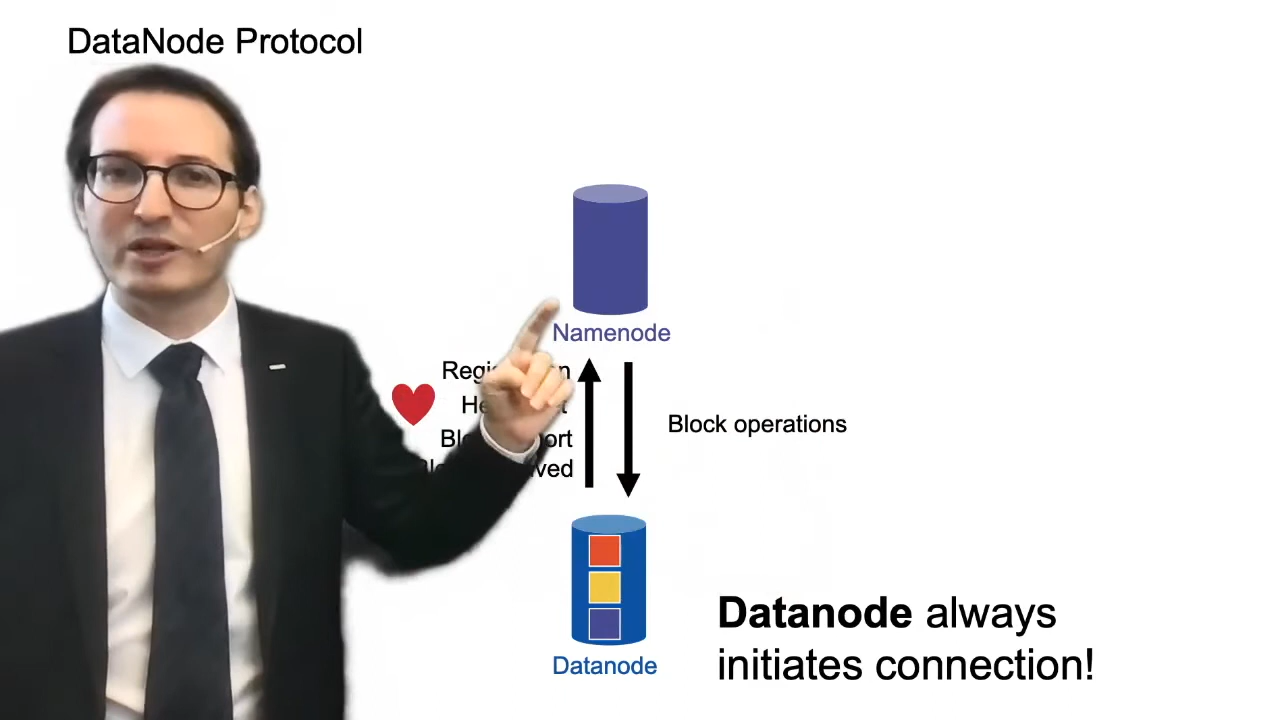 DataNode Protocol
Namenode
Block operations
Datanode
Datanode always
initiates connection!